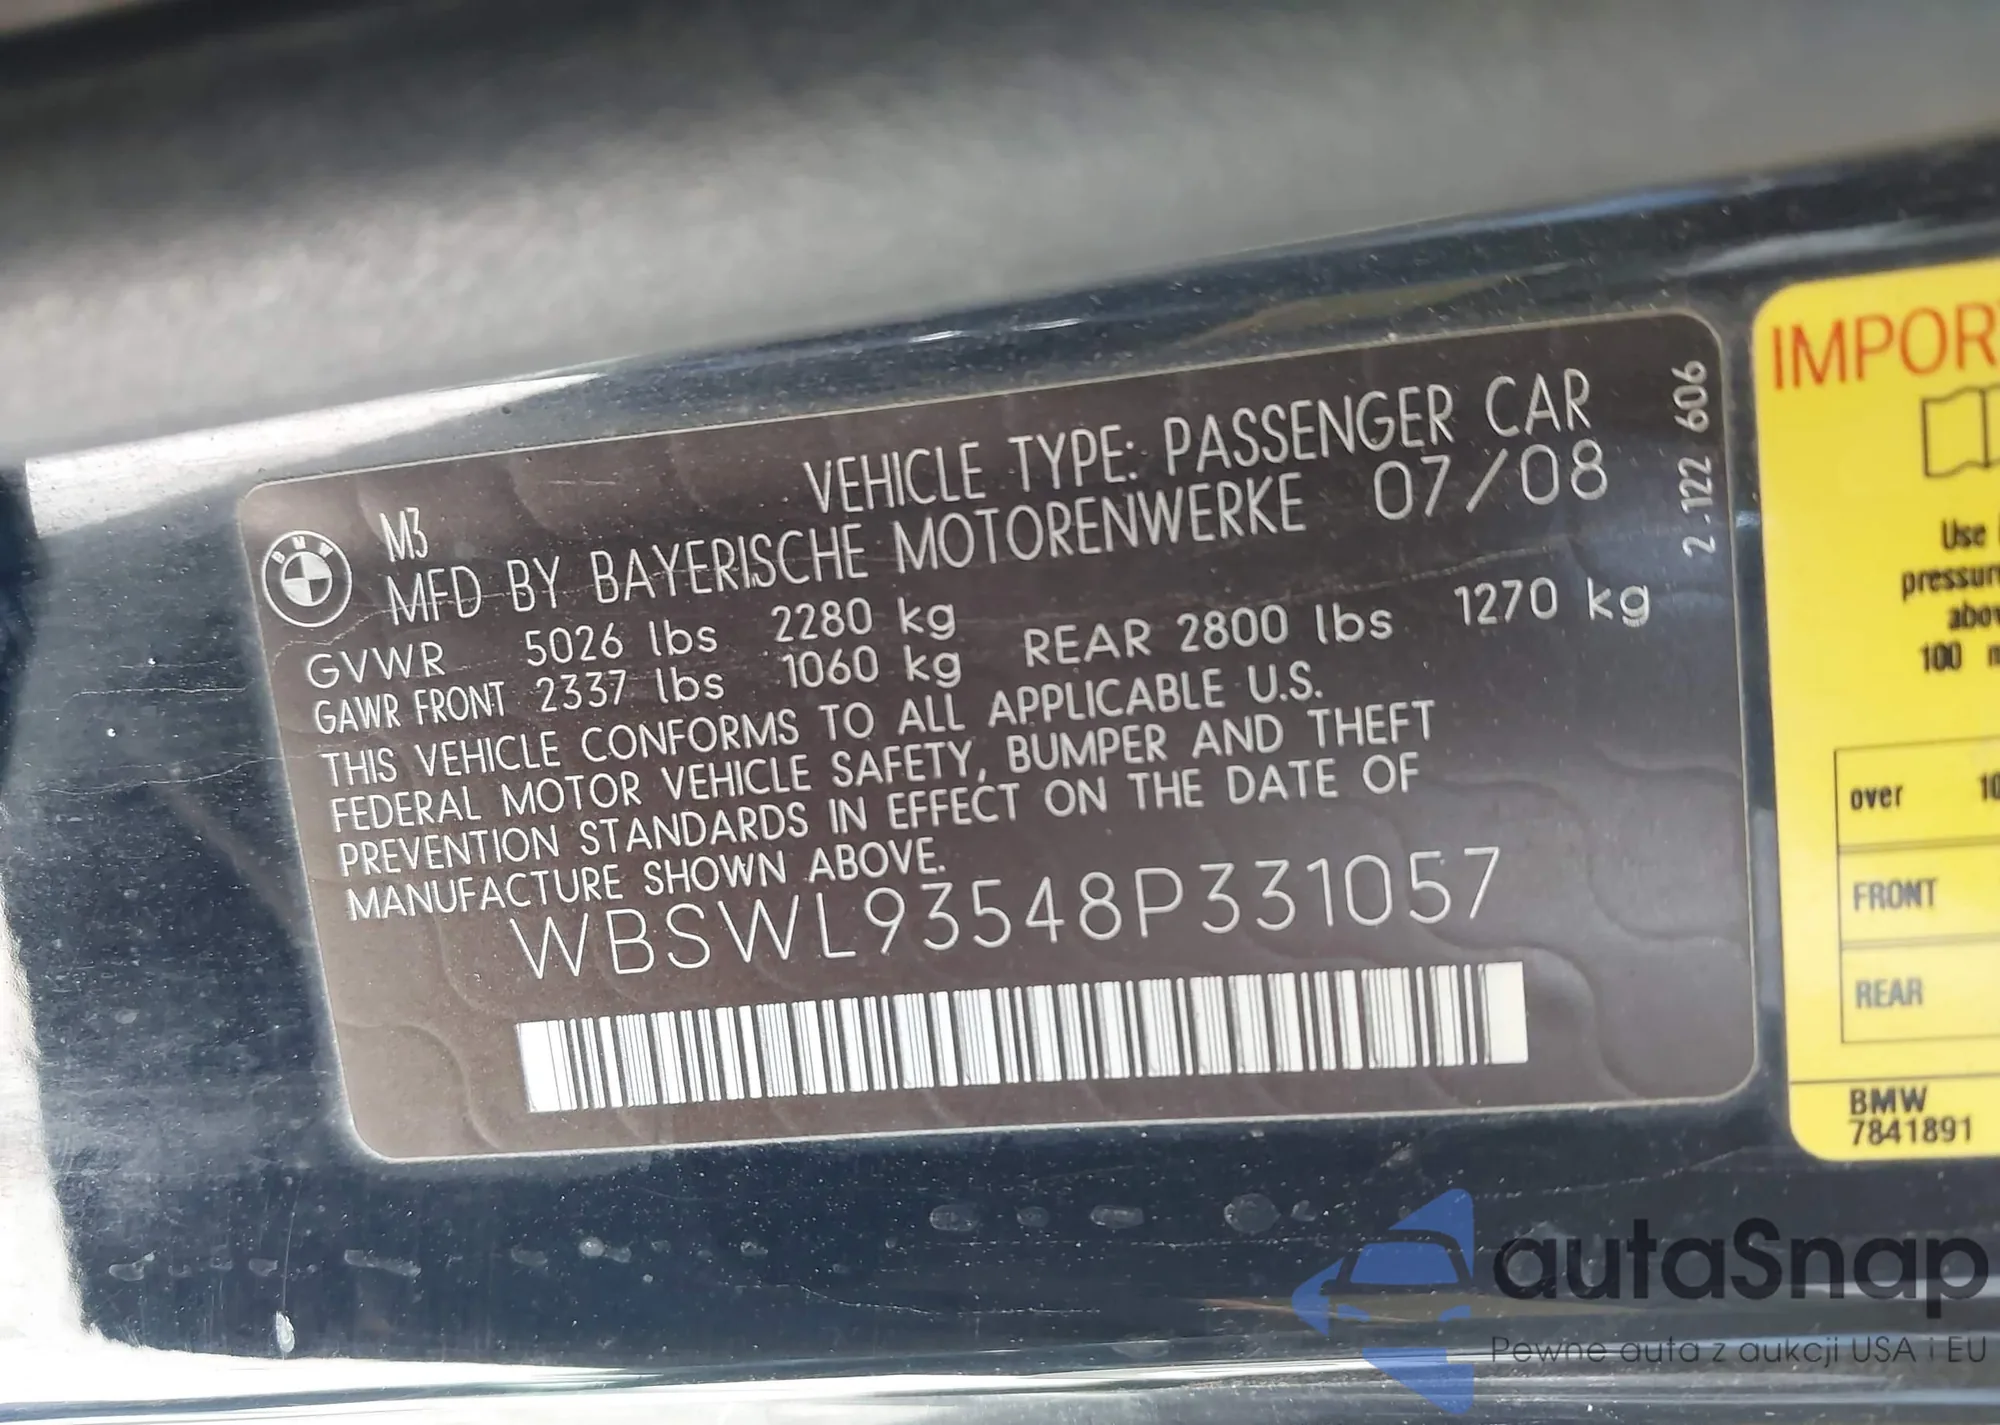 BMW
M3
VEHICLE TYPE: PASSENGER CAR
MFD BY BAYERISCHE MOTORENWERKE 07/08
GVWR 5026 lbs 2280 kg
GAWR FRONT 2337 lbs 1060 kg REAR 2800 lbs 1270 kg
THIS VEHICLE CONFORMS TO ALL APPLICABLE U.S.
FEDERAL MOTOR VEHICLE SAFETY, BUMPER AND THEFT
PREVENTION STANDARDS IN EFFECT ON THE DATE OF
MANUFACTURE SHOWN ABOVE.
WBSWL93548P331057
2.122 606
Use
100
over
FRONT
REAR
BMW
7841891
autaSnap
Pewne auta z aukcji USA i EU